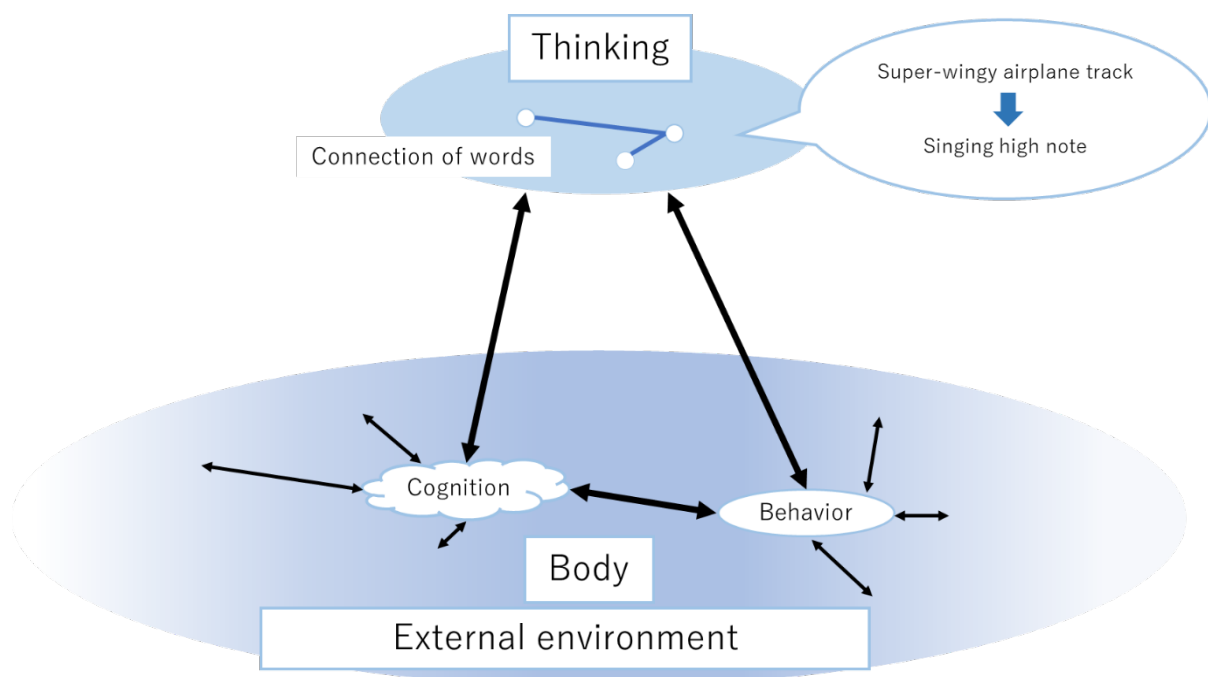 Thinking
Super-wingy airplane track
Singing high note
Connection of words
Cognition
Behavior
Body
External environment